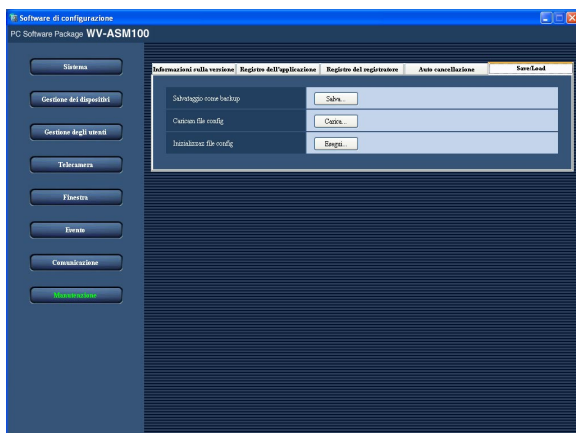 Software di configurazione
PC Software Package WV-ASM100
Sistema
Gestione dei dispositivi
Gestione degli utenti
Telecamera
Finestra
Evento
Comunicazione
Manutenzione
Informazioni sulla versione Registro dell'applicazione Registro del registratore Auto cancellazione Save/Load
Salvataggio come backup Salva...
Caricam file config Carica...
Inizializzaz file config Esegui...